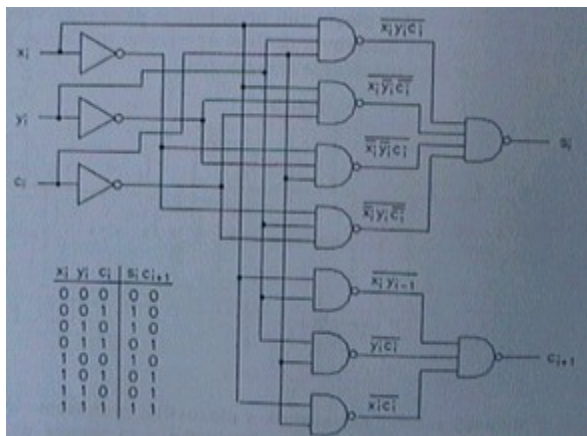 xᵢ
yᵢ
cᵢ
xᵢ yᵢ cᵢ
xᵢ yᵢ cᵢ
xᵢ yᵢ cᵢ
xᵢ yᵢ cᵢ
sᵢ
xᵢ yᵢ₋₁
yᵢ cᵢ
xᵢ cᵢ
cᵢ₊₁
xᵢ yᵢ cᵢ sᵢ cᵢ₊₁
0 0 0 0 0
0 0 1 1 0
0 1 0 1 0
0 1 1 0 1
1 0 0 1 0
1 0 1 0 1
1 1 0 0 1
1 1 1 1 1